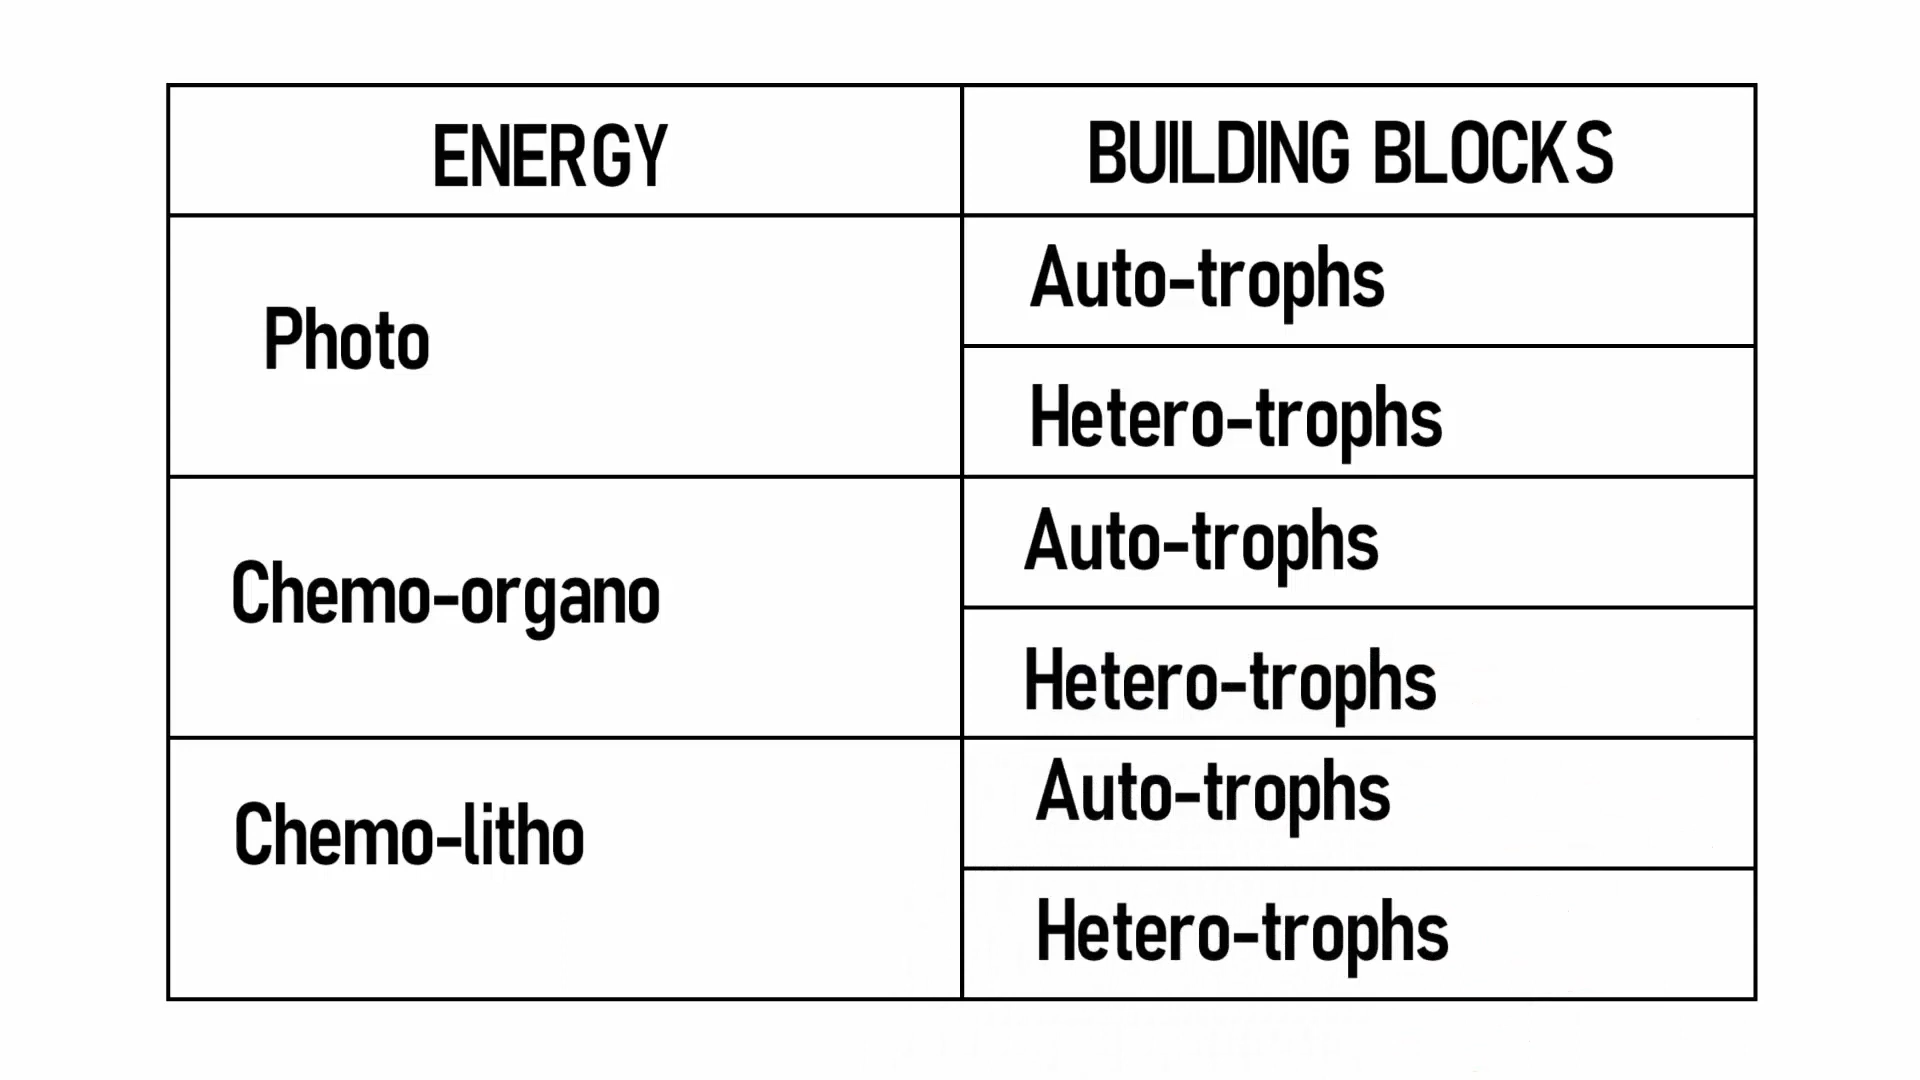 ENERGY
BUILDING BLOCKS
Photo
Auto-trophs
Hetero-trophs
Chemo-organo
Auto-trophs
Hetero-trophs
Chemo-litho
Auto-trophs
Hetero-trophs